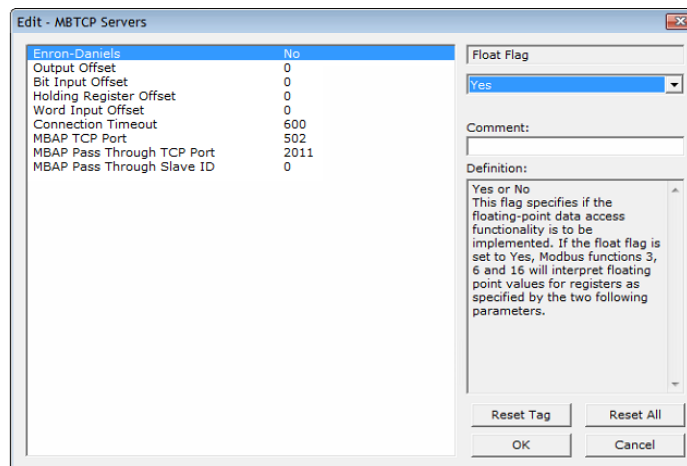 Edit - MBTCP Servers
Enron-Daniels No
Output Offset 0
Bit Input Offset 0
Holding Register Offset 0
Word Input Offset 0
Connection Timeout 600
MBAP TCP Port 502
MBAP Pass Through TCP Port 2011
MBAP Pass Through Slave ID 0
Float Flag
Yes
Comment:
Definition:
Yes or No
This flag specifies if the
floating-point data access
functionality is to be
implemented. If the float flag is
set to Yes, Modbus functions 3,
6 and 16 will interpret floating
point values for registers as
specified by the two following
parameters.
Reset Tag Reset All
OK Cancel